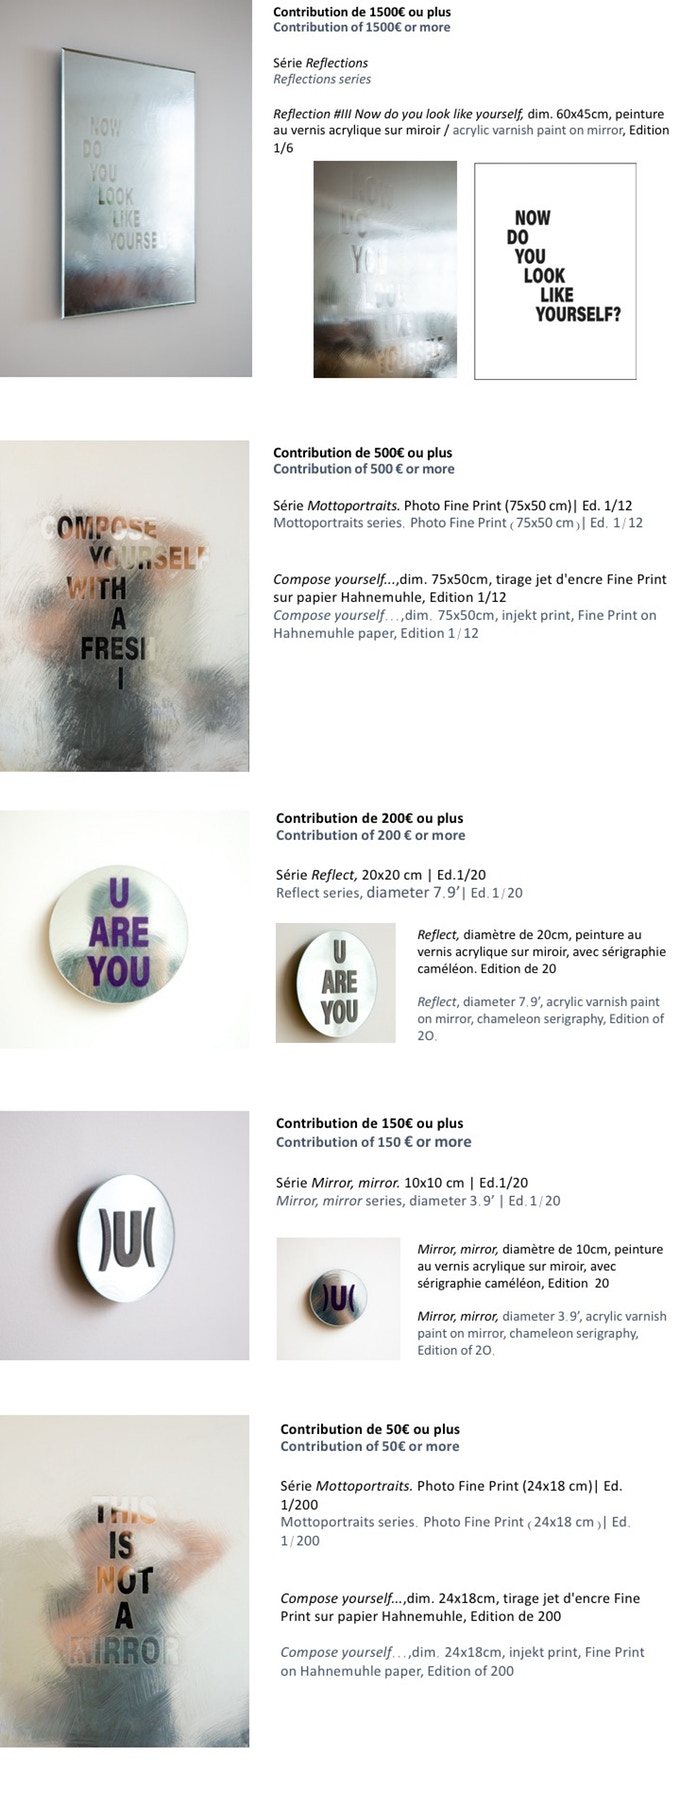 Contribution de 1500€ ou plus
Contribution of 1500€ or more
Série Reflections
Reflections series
Reflection #III Now do you look like yourself, dim. 60x45cm, peinture
au vernis acrylique sur miroir / acrylic varnish paint on mirror, Edition
1/6
NOW
DO
YOU
LOOK
LIKE
YOURSE
NOW
DO
YOU
LOOK
LIKE
YOURSELF?
Contribution de 500€ ou plus
Contribution of 500 € or more
Série Mottoportraits. Photo Fine Print (75x50 cm)| Ed. 1/12
Mottoportraits series. Photo Fine Print (75x50 cm)| Ed. 1/12
Compose yourself...,dim. 75x50cm, tirage jet d'encre Fine Print
sur papier Hahnemuhle, Edition 1/12
Compose yourself...,dim. 75x50cm, injekt print, Fine Print on
Hahnemuhle paper, Edition 1/12
COMPOSE
YOURSELF
WITH
A
FRESH
I
Contribution de 200€ ou plus
Contribution of 200 € or more
Série Reflect, 20x20 cm | Ed.1/20
Reflect series, diameter 7.9’| Ed.1/20
U
ARE
YOU
U
ARE
YOU
Reflect, diamètre de 20cm, peinture au
vernis acrylique sur miroir, avec sérigraphie
caméléon. Edition de 20
Reflect, diameter 7.9’, acrylic varnish paint
on mirror, chameleon serigraphy, Edition of
2O.
Contribution de 150€ ou plus
Contribution of 150 € or more
Série Mirror, mirror. 10x10 cm | Ed.1/20
Mirror, mirror series, diameter 3.9’ | Ed.1/20
)U(
)U(
Mirror, mirror, diamètre de 10cm, peinture
au vernis acrylique sur miroir, avec
sérigraphie caméléon, Edition 20
Mirror, mirror, diameter 3.9’, acrylic varnish
paint on mirror, chameleon serigraphy,
Edition of 2O.
Contribution de 50€ ou plus
Contribution of 50€ or more
Série Mottoportraits. Photo Fine Print (24x18 cm)| Ed.
1/200
Mottoportraits series. Photo Fine Print (24x18 cm)| Ed.
1/200
Compose yourself...,dim. 24x18cm, tirage jet d'encre Fine
Print sur papier Hahnemuhle, Edition de 200
Compose yourself...,dim. 24x18cm, injekt print, Fine Print
on Hahnemuhle paper, Edition of 200
THIS
IS
NOT
A
MIRROR